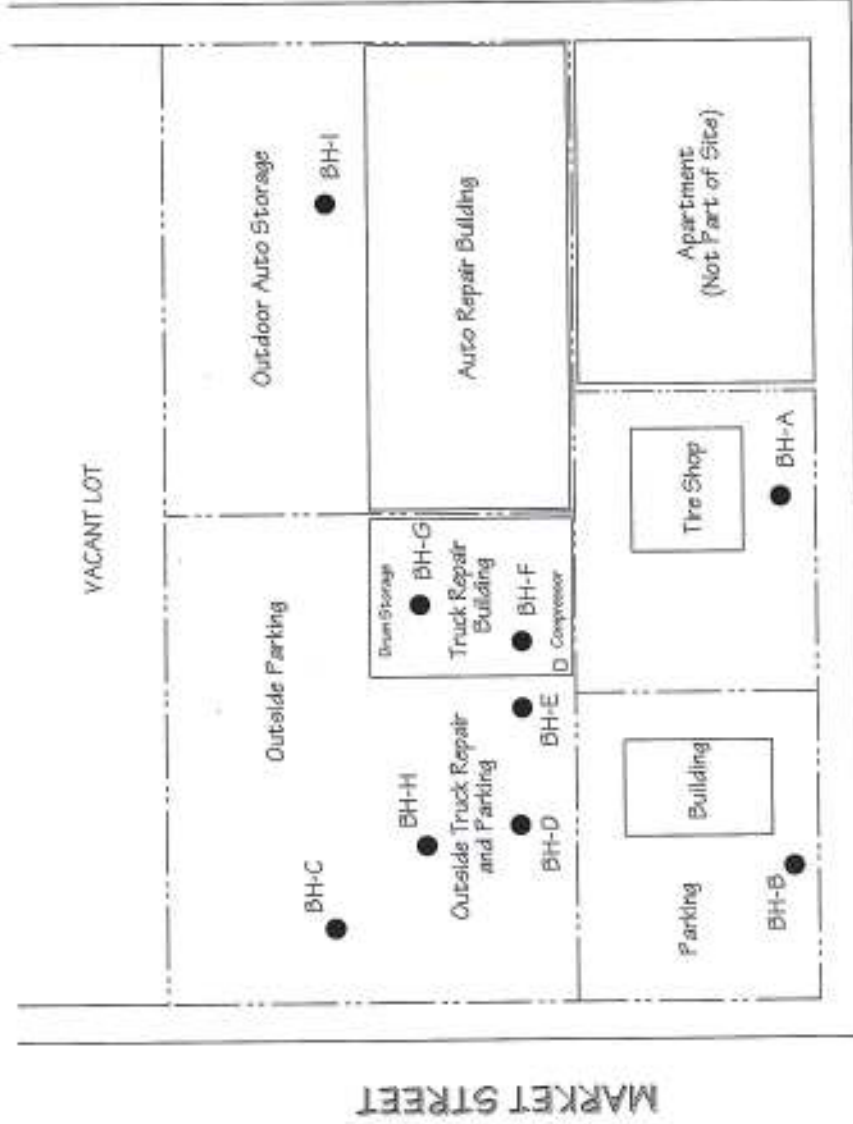 VACANT LOT
Outdoor Auto Storage
BH-I
Outside Parking
BH-C
Auto Repair Building
Drum Storage
BH-G
Truck Repair
Building
BH-F
D Compressor
BH-H
Outside Truck Repair
and Parking
BH-E
BH-D
Apartment
(Not Part of Site)
Tire Shop
BH-A
Building
Parking
BH-B
MARKET STREET